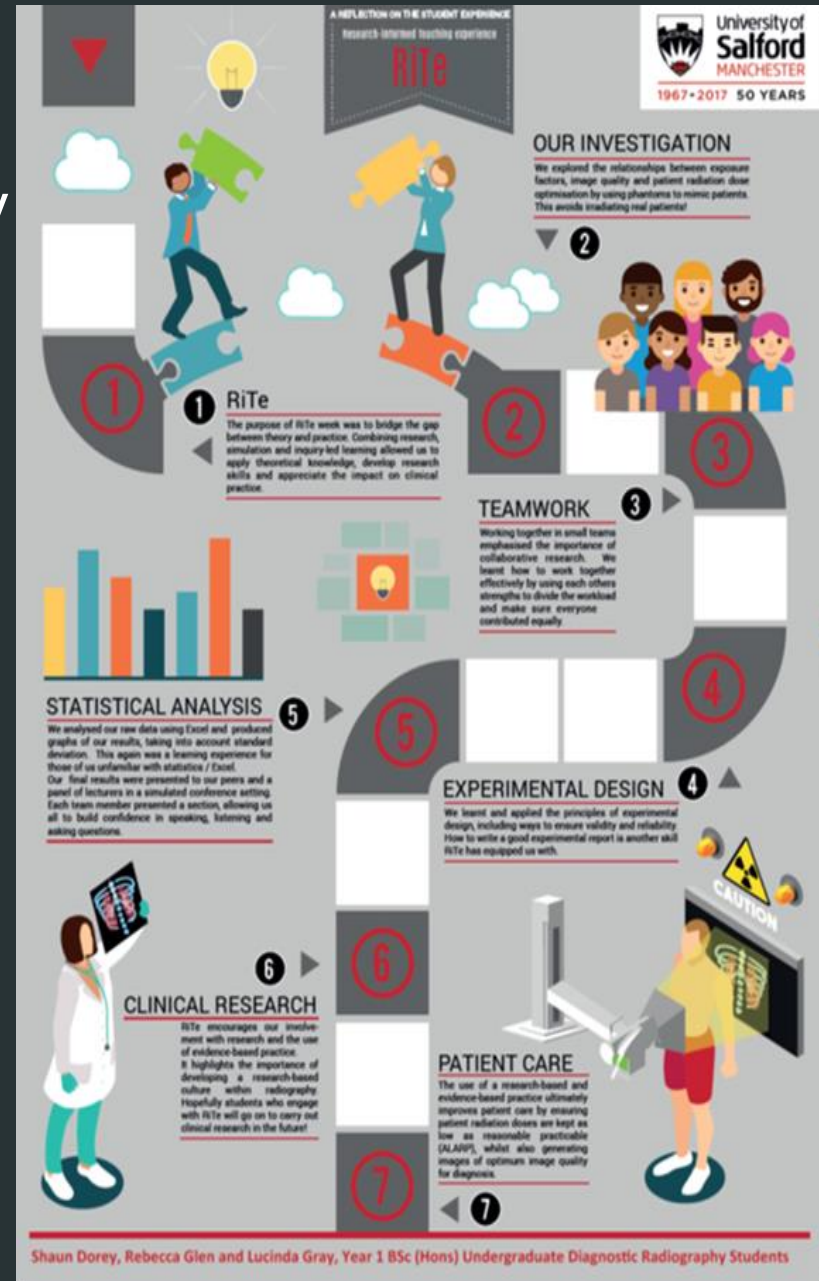 y
A REFLECTION ON THE STUDENT EXPERIENCE
Research-informed teaching experience
RiTe
University of
Salford
MANCHESTER
1967-2017 50 YEARS
OUR INVESTIGATION
We explored the relationships between exposure
factors, image quality and patient radiation dose
optimisation by using phantoms to mimic patients.
This avoids irradiating real patients!
2
1
1
RiTe
The purpose of RiTe week was to bridge the gap
between theory and practice. Combining research,
simulation and inquiry-led learning allowed us to
apply theoretical knowledge, develop research
skills and appreciate the impact on clinical
practice.
2
3
TEAMWORK
3
Working together in small teams
emphasised the importance of
collaborative research. We
learnt how to work together
effectively by using each others
strengths to divide the workload
and make sure everyone
contributed equally.
4
STATISTICAL ANALYSIS
5
We analysed our raw data using Excel and produced
graphs of our results, taking into account standard
deviation. This again was a learning experience for
those of us unfamiliar with statistics / Excel.
Our final results were presented to our peers and a
panel of lecturers in a simulated conference setting.
Each team member presented a section, allowing us
all to build confidence in speaking, listening and
asking questions.
5
EXPERIMENTAL DESIGN
4
We learnt and applied the principles of experimental
design, including ways to ensure validity and reliability.
How to write a good experimental report is another skill
RiTe has equipped us with.
CAUTION
6
6
CLINICAL RESEARCH
RiTe encourages our involve-
ment with research and the use
of evidence-based practice.
It highlights the importance of
developing a research-based
culture within radiography.
Hopefully students who engage
with RiTe will go on to carry out
clinical research in the future!
PATIENT CARE
The use of a research-based and
evidence-based practice ultimately
improves patient care by ensuring
patient radiation doses are kept as
low as reasonable practicable
(ALARP), whilst also generating
images of optimum image quality
for diagnosis.
7
7
Shaun Dorey, Rebecca Glen and Lucinda Gray, Year 1 BSc (Hons) Undergraduate Diagnostic Radiography Students